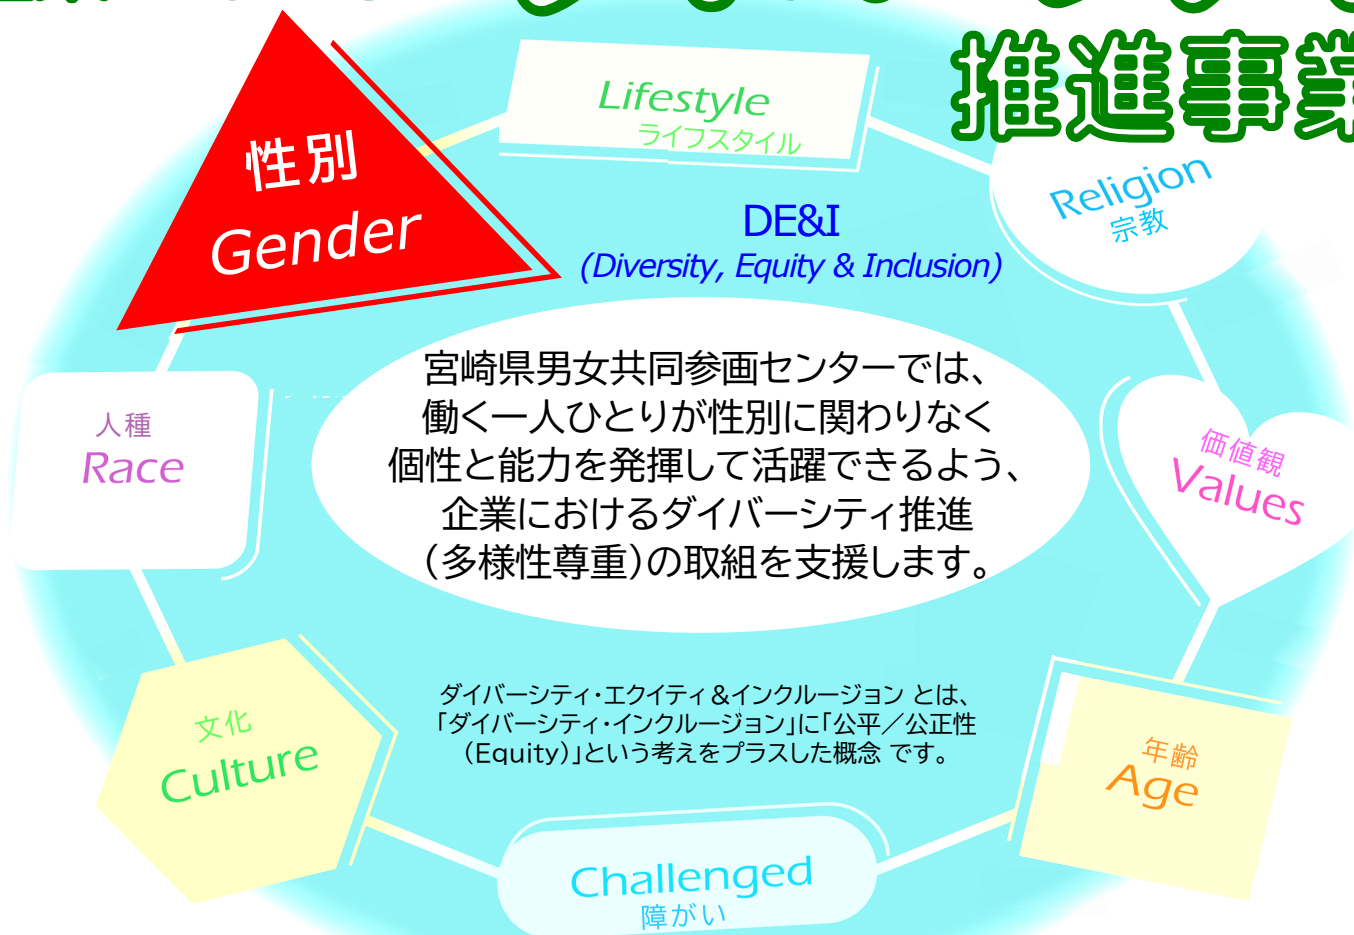 推進事業
Lifestyle
ライフスタイル
性別
Gender
Religion
宗教
DE&I
(Diversity, Equity & Inclusion)
宮崎県男女共同参画センターでは、
働く一人ひとりが性別に関わりなく
個性と能力を発揮して活躍できるよう、
企業におけるダイバーシティ推進
（多様性尊重）の取組を支援します。
人種
Race
価値観
Values
ダイバーシティ・エクイティ＆インクルージョン とは、
「ダイバーシティ・インクルージョン」に「公平／公正性
（Equity）」という考えをプラスした概念 です。
文化
Culture
年齢
Age
Challenged
障がい